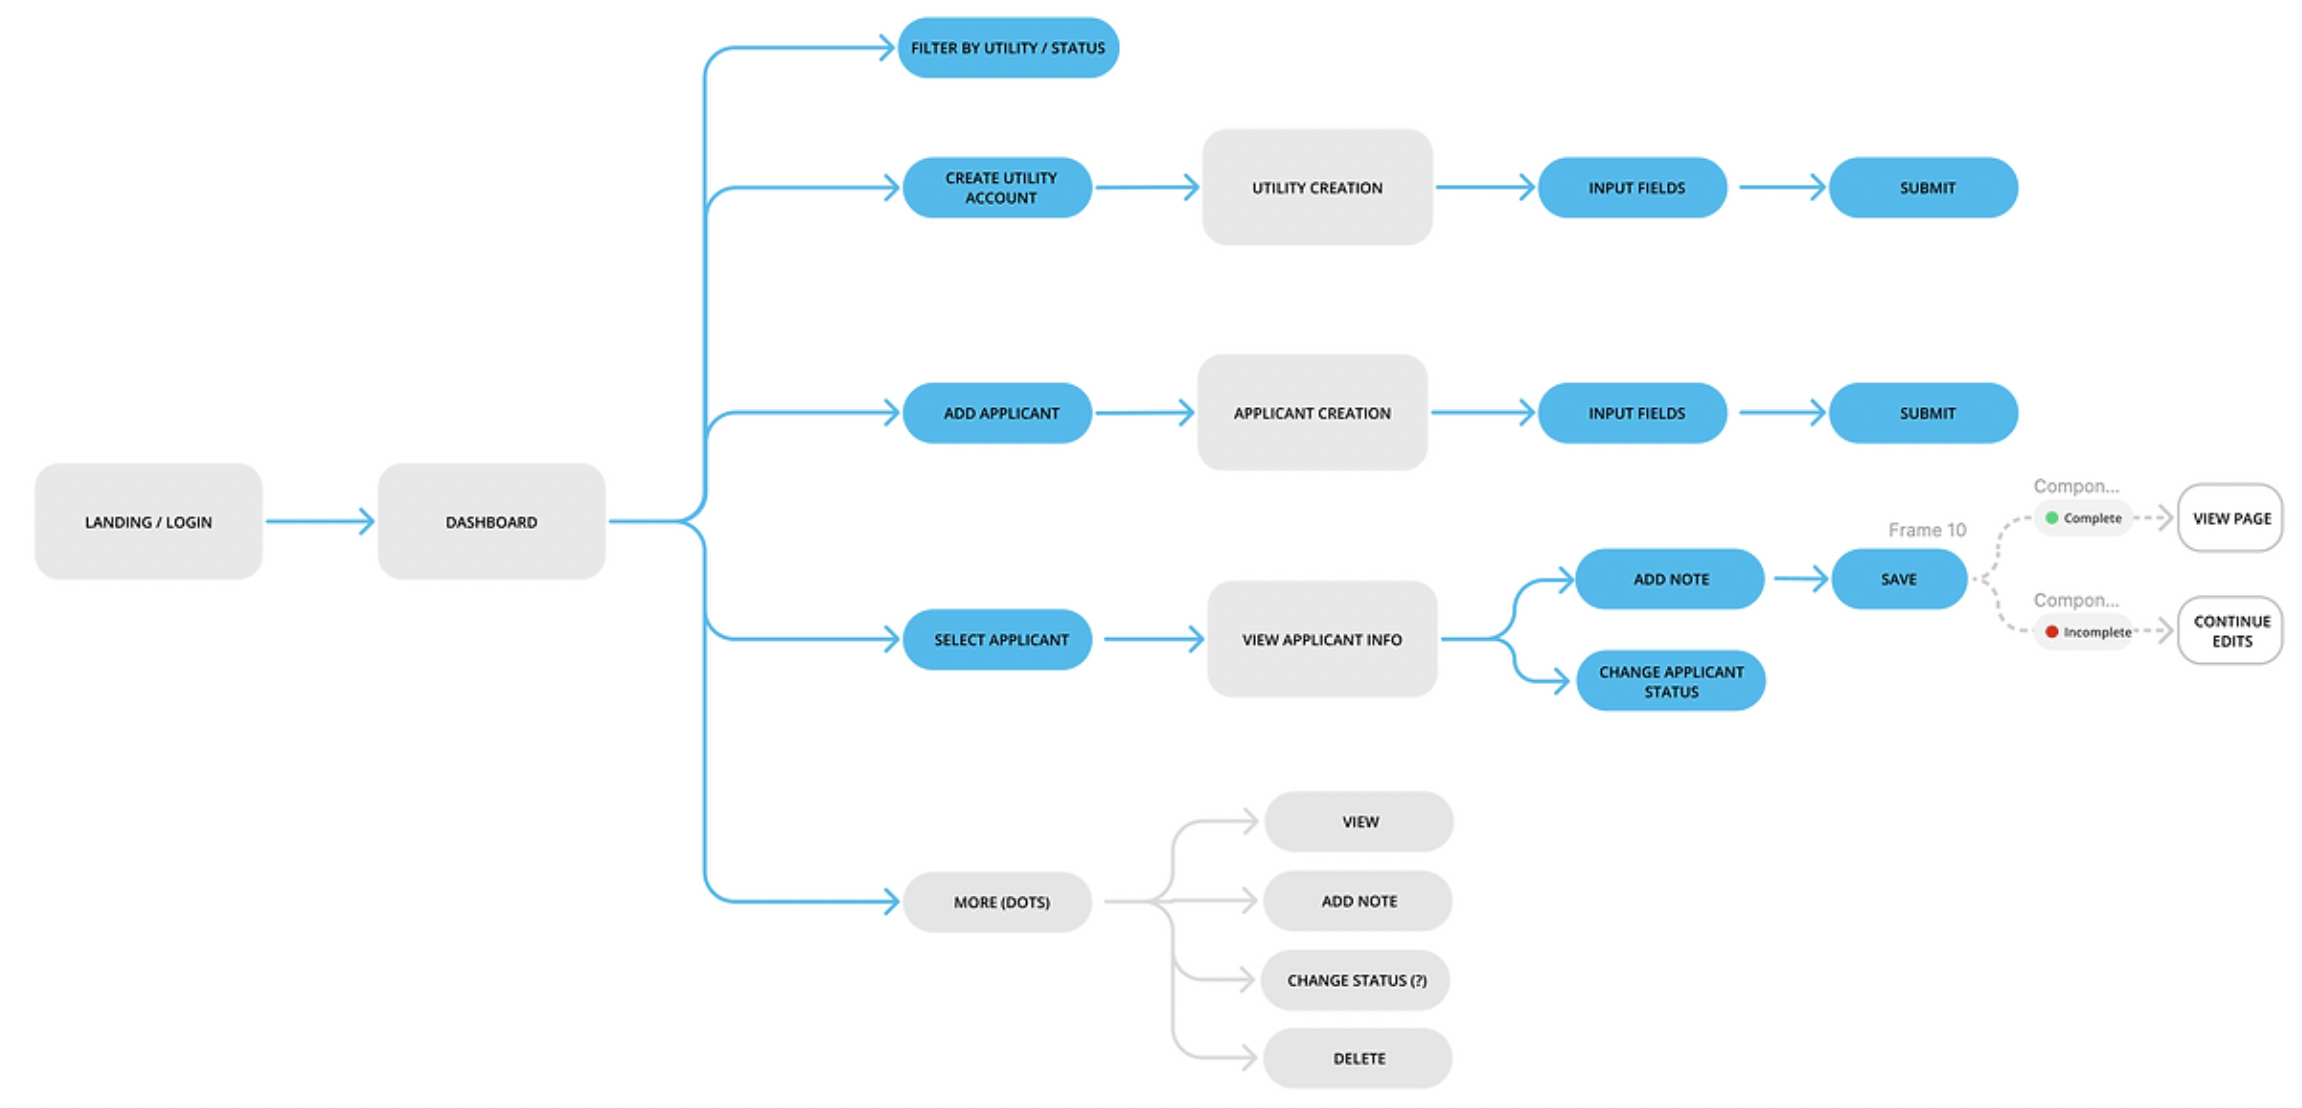 FILTER BY UTILITY / STATUS
CREATE UTILITY
ACCOUNT
UTILITY CREATION
INPUT FIELDS
SUBMIT
ADD APPLICANT
APPLICANT CREATION
INPUT FIELDS
SUBMIT
LANDING / LOGIN
DASHBOARD
SELECT APPLICANT
VIEW APPLICANT INFO
ADD NOTE
Frame 10
SAVE
Compon...
Complete
VIEW PAGE
Compon...
Incomplete
CONTINUE
EDITS
CHANGE APPLICANT
STATUS
MORE (DOTS)
VIEW
ADD NOTE
CHANGE STATUS (?)
DELETE